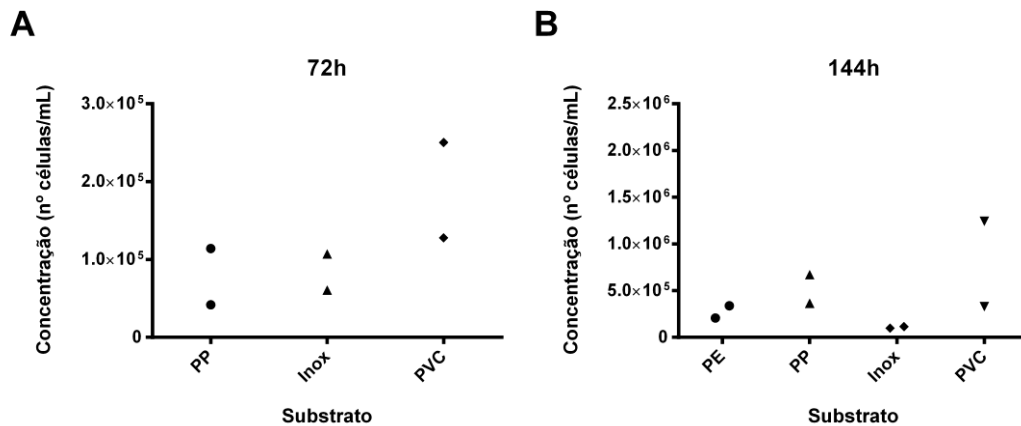 A
72h
Concentração (nº células/mL)
3.0×10⁵
2.0×10⁵
1.0×10⁵
0
PP
Inox
PVC
Substrato
B
144h
Concentração (nº células/mL)
2.5×10⁶
2.0×10⁶
1.5×10⁶
1.0×10⁶
5.0×10⁵
0
PE
PP
Inox
PVC
Substrato